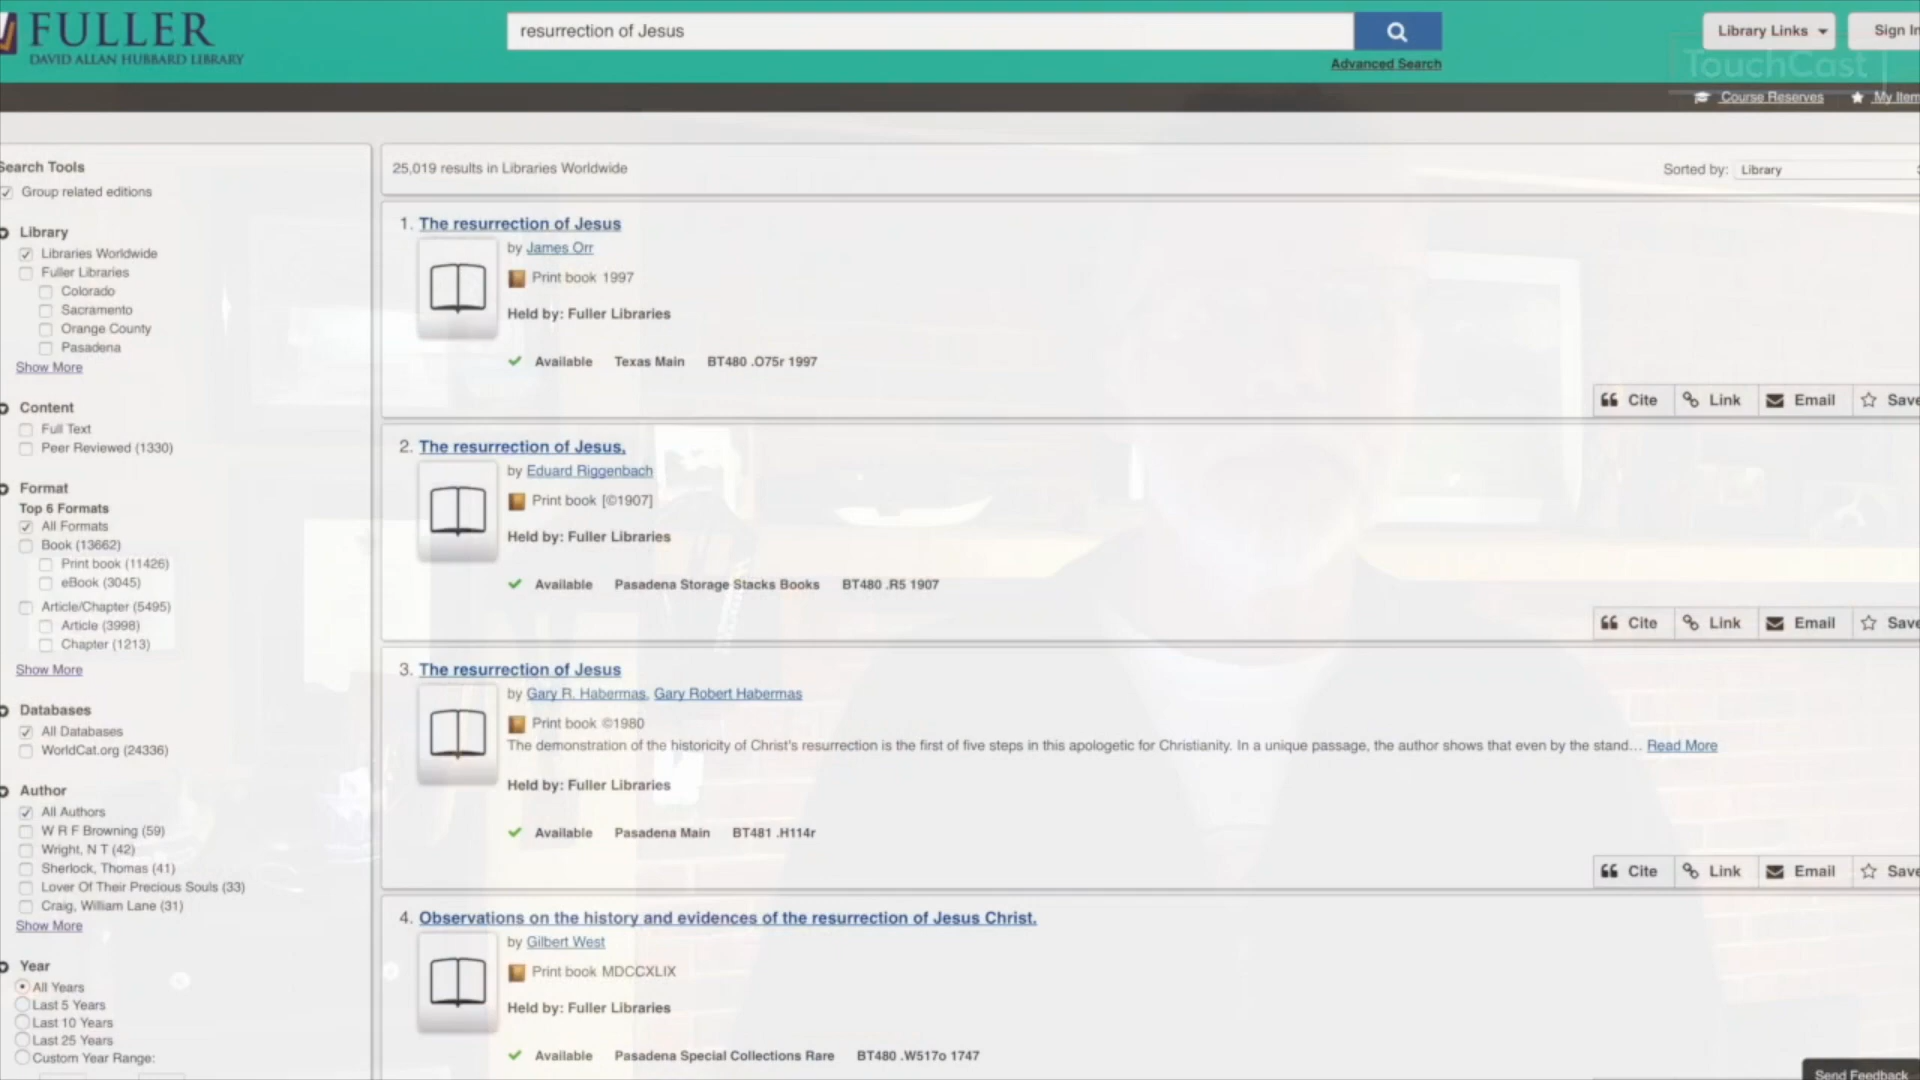 FULLER
DAVID ALLAN HUBBARD LIBRARY
resurrection of Jesus
Advanced Search
Library Links
Sign In
TouchCast
Course Reserves
My Item
Search Tools
Group related editions
Library
Libraries Worldwide
Fuller Libraries
Colorado
Sacramento
Orange County
Pasadena
Show More
Content
Full Text
Peer Reviewed (1330)
Format
Top 6 Formats
All Formats
Book (13662)
Print book (11426)
eBook (3045)
Article/Chapter (5495)
Article (3998)
Chapter (1213)
Show More
Databases
All Databases
WorldCat.org (24336)
Author
All Authors
W R F Browning (59)
Wright, N T (42)
Sherlock, Thomas (41)
Lover Of Their Precious Souls (33)
Craig, William Lane (31)
Show More
Year
All Years
Last 5 Years
Last 10 Years
Last 25 Years
Custom Year Range:
25,019 results in Libraries Worldwide
Sorted by: Library
1. The resurrection of Jesus
by James Orr
Print book 1997
Held by: Fuller Libraries
Available Texas Main BT480 .O75r 1997
Cite Link Email Save
2. The resurrection of Jesus,
by Eduard Riggenbach
Print book [©1907]
Held by: Fuller Libraries
Available Pasadena Storage Stacks Books BT480 .R5 1907
Cite Link Email Save
3. The resurrection of Jesus
by Gary R. Habermas, Gary Robert Habermas
Print book ©1980
The demonstration of the historicity of Christ's resurrection is the first of five steps in this apologetic for Christianity. In a unique passage, the author shows that even by the stand... Read More
Held by: Fuller Libraries
Available Pasadena Main BT481 .H114r
Cite Link Email Save
4. Observations on the history and evidences of the resurrection of Jesus Christ.
by Gilbert West
Print book MDCCXLIX
Held by: Fuller Libraries
Available Pasadena Special Collections Rare BT480 .W517o 1747
Send Feedback